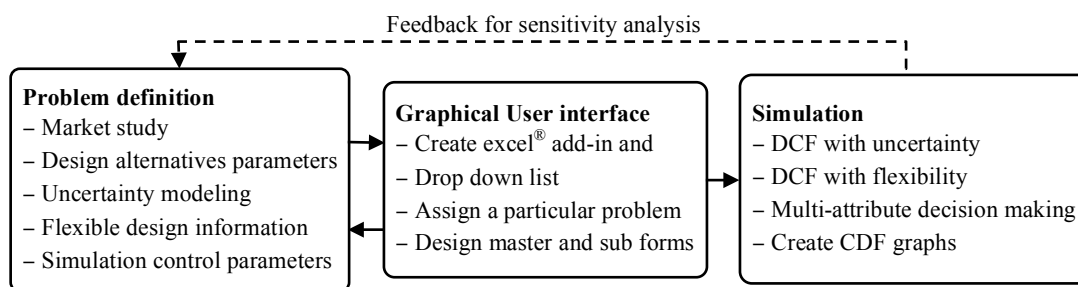 Feedback for sensitivity analysis
Problem definition
– Market study
– Design alternatives parameters
– Uncertainty modeling
– Flexible design information
– Simulation control parameters
Graphical User interface
– Create excel® add-in and
– Drop down list
– Assign a particular problem
– Design master and sub forms
Simulation
– DCF with uncertainty
– DCF with flexibility
– Multi-attribute decision making
– Create CDF graphs